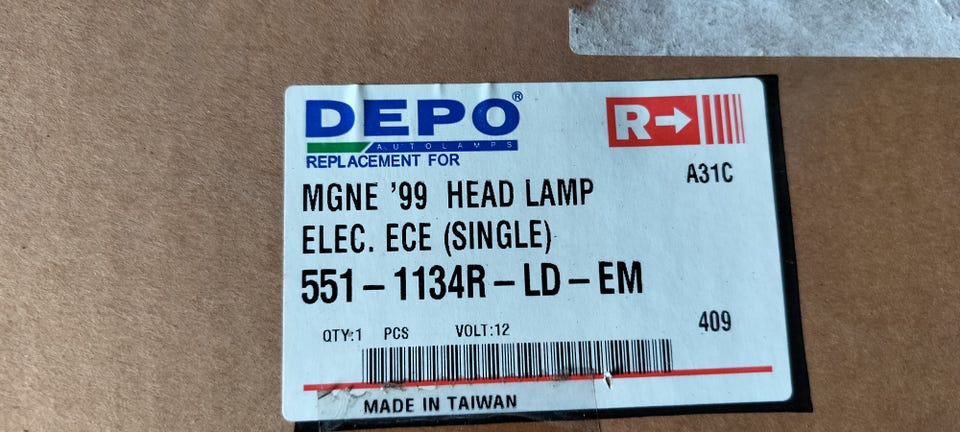 DEPO®
AUTOLAMPS
REPLACEMENT FOR
R→
A31C
MGNE '99 HEAD LAMP
ELEC. ECE (SINGLE)
551-1134R-LD-EM
409
QTY:1 PCS VOLT:12
MADE IN TAIWAN